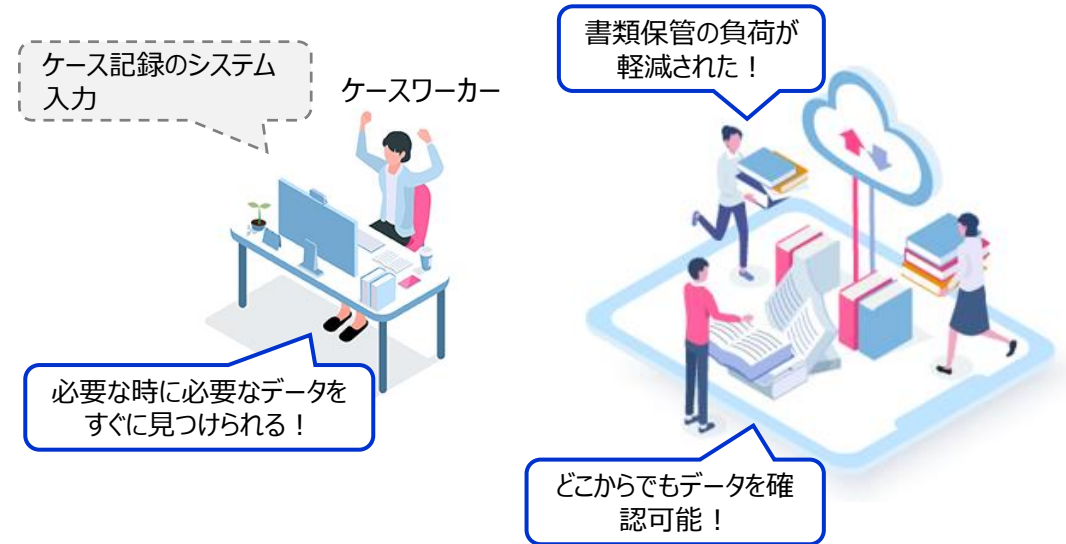 ケース記録のシステム
入力
ケースワーカー
必要な時に必要なデータを
すぐに見つけられる！
書類保管の負荷が
軽減された！
どこからでもデータを確
認可能！